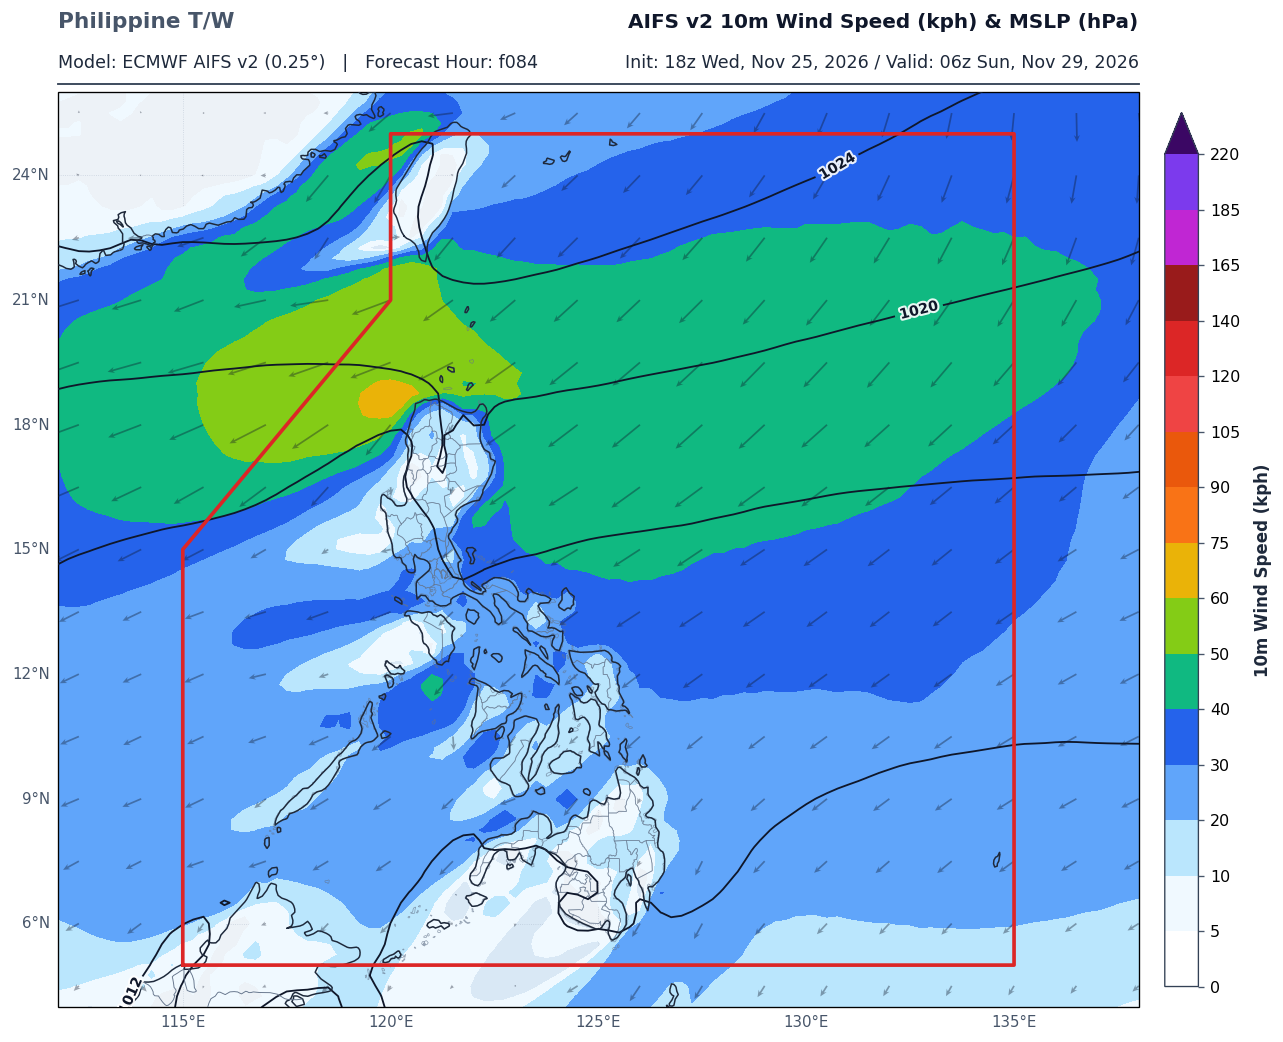 Philippine T/W
AIFS v2 10m Wind Speed (kph) & MSLP (hPa)
Model: ECMWF AIFS v2 (0.25°) | Forecast Hour: f084
Init: 18z Wed, Nov 25, 2026 / Valid: 06z Sun, Nov 29, 2026
24°N
21°N
18°N
15°N
12°N
9°N
6°N
115°E
120°E
125°E
130°E
135°E
1024
1020
012
220
185
165
140
120
105
90
75
60
50
40
30
20
10
5
0
10m Wind Speed (kph)